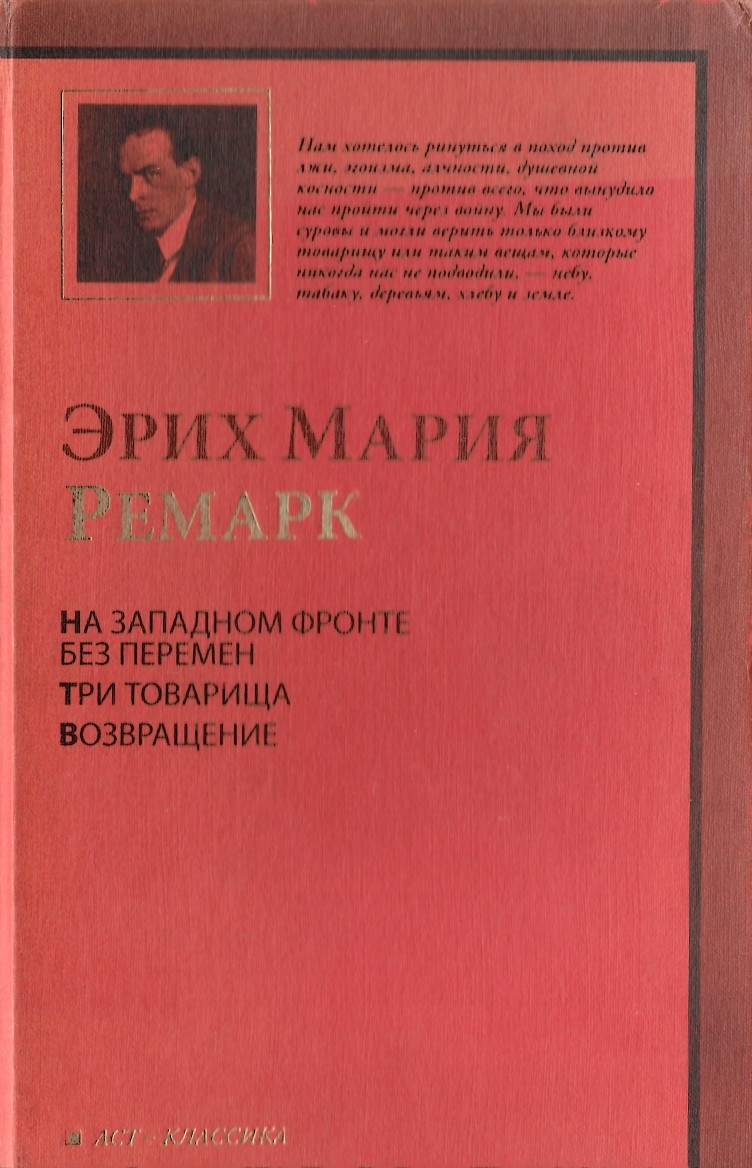 Нам хотелось ринуться в поход против
лжи, эгоизма, алчности, душевной
косности — против всего, что вынудило
нас пройти через войну. Мы были
суровы и могли верить только близкому
товарищу или таким вещам, которые
никогда нас не подводили, — небу,
табаку, деревьям, хлебу и земле.
ЭРИХ МАРИЯ
РЕМАРК
НА ЗАПАДНОМ ФРОНТЕ
БЕЗ ПЕРЕМЕН
ТРИ ТОВАРИЩА
ВОЗВРАЩЕНИЕ
АСТ - КЛАССИКА